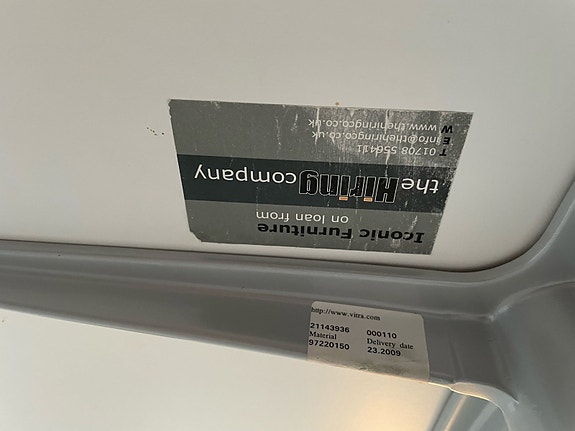 Iconic Furniture
on loan from
the Hiring company
T 01708 556411
E info@thehiringco.co.uk
W www.thehiringco.co.uk
http://www.vitra.com
21143936 000110
Material Delivery date
97220150 23.2009